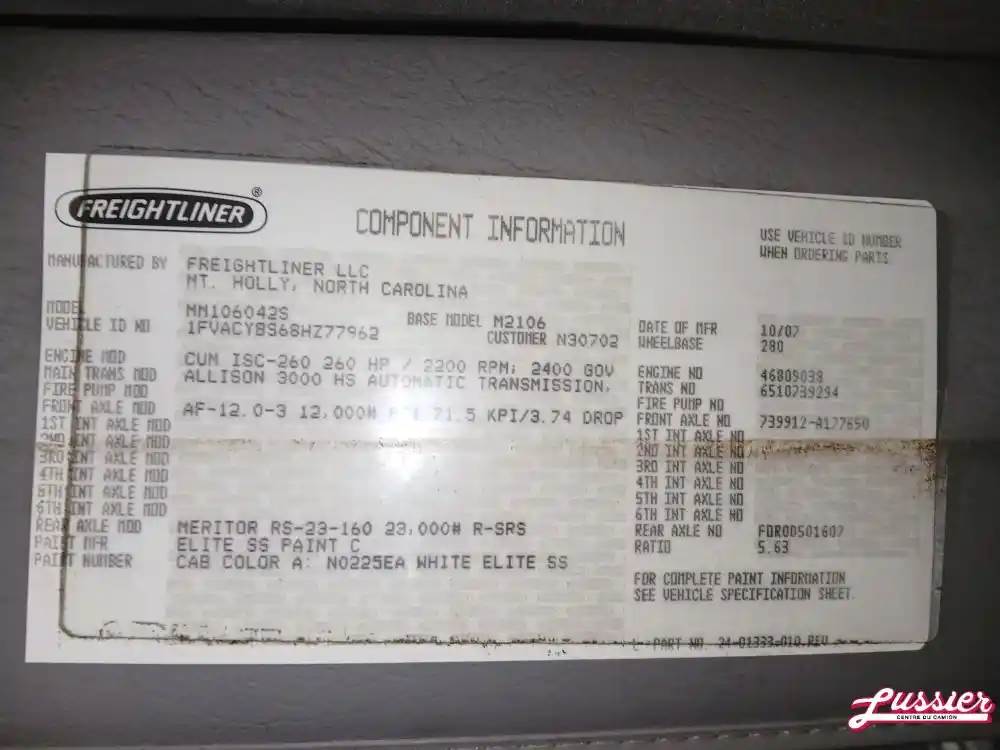 FREIGHTLINER ®
COMPONENT INFORMATION
USE VEHICLE ID NUMBER
WHEN ORDERING PARTS
MANUFACTURED BY FREIGHTLINER LLC
MT. HOLLY, NORTH CAROLINA
MODEL MM106042S BASE MODEL M2106
VEHICLE ID NO 1FVACYBS68HZ77962 CUSTOMER N30702
DATE OF MFR 10/07
WHEELBASE 280
ENGINE MOD CUM ISC-260 260 HP / 2200 RPM; 2400 GOV
MAIN TRANS MOD ALLISON 3000 HS AUTOMATIC TRANSMISSION,
FIRE PUMP MOD
FRONT AXLE MOD AF-12.0-3 12,000# 71.5 KPI/3.74 DROP
1ST INT AXLE MOD
2ND INT AXLE MOD
3RD INT AXLE MOD
4TH INT AXLE MOD
5TH INT AXLE MOD
6TH INT AXLE MOD
REAR AXLE MOD MERITOR RS-23-160 23,000# R-SRS
PAINT MFR ELITE SS PAINT C
PAINT NUMBER CAB COLOR A: N0225EA WHITE ELITE SS
ENGINE NO 46809038
TRANS NO 6510739294
FIRE PUMP NO
FRONT AXLE NO 739912-A177650
1ST INT AXLE NO
2ND INT AXLE NO
3RD INT AXLE NO
4TH INT AXLE NO
5TH INT AXLE NO
6TH INT AXLE NO
REAR AXLE NO FDR00501607
RATIO 5.63
FOR COMPLETE PAINT INFORMATION
SEE VEHICLE SPECIFICATION SHEET.
PART NO. 24-01333-010 REV
Lussier
CENTRE DU CAMION